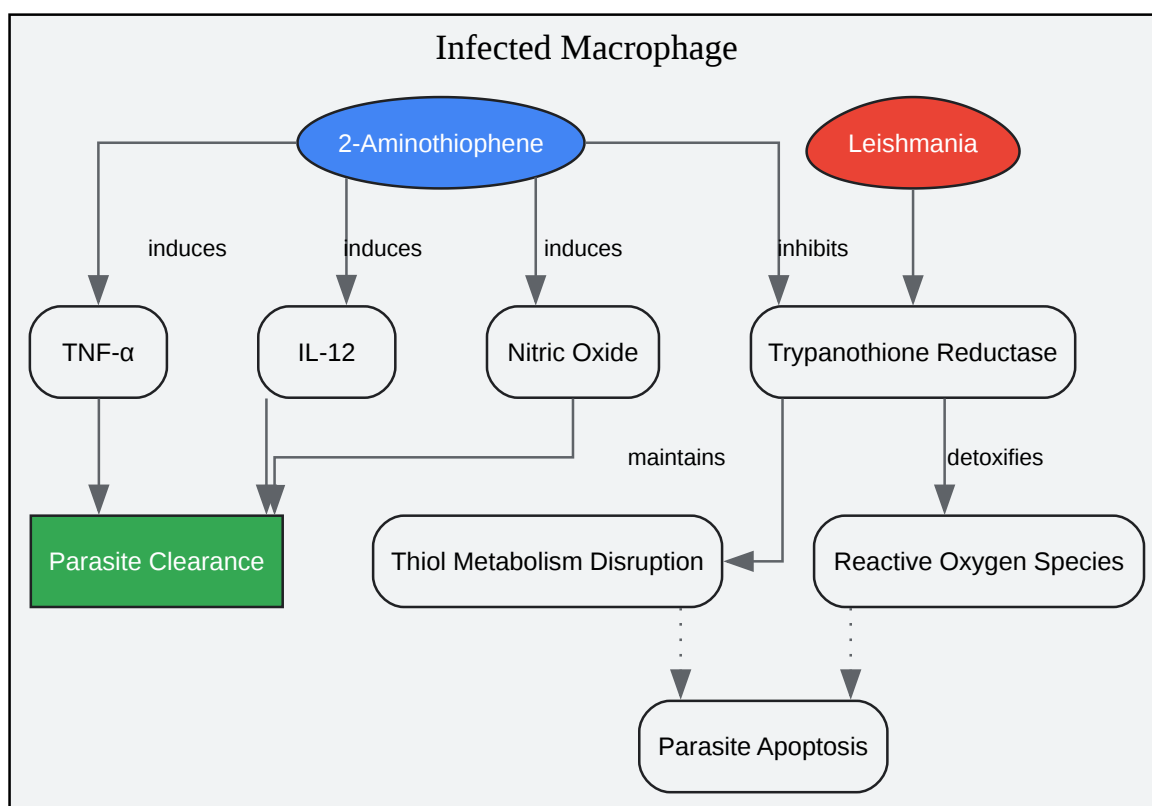 Infected Macrophage
2-Aminothiophene
Leishmania
induces
induces
induces
inhibits
TNF-α
IL-12
Nitric Oxide
Trypanothione Reductase
maintains
detoxifies
Parasite Clearance
Thiol Metabolism Disruption
Reactive Oxygen Species
Parasite Apoptosis